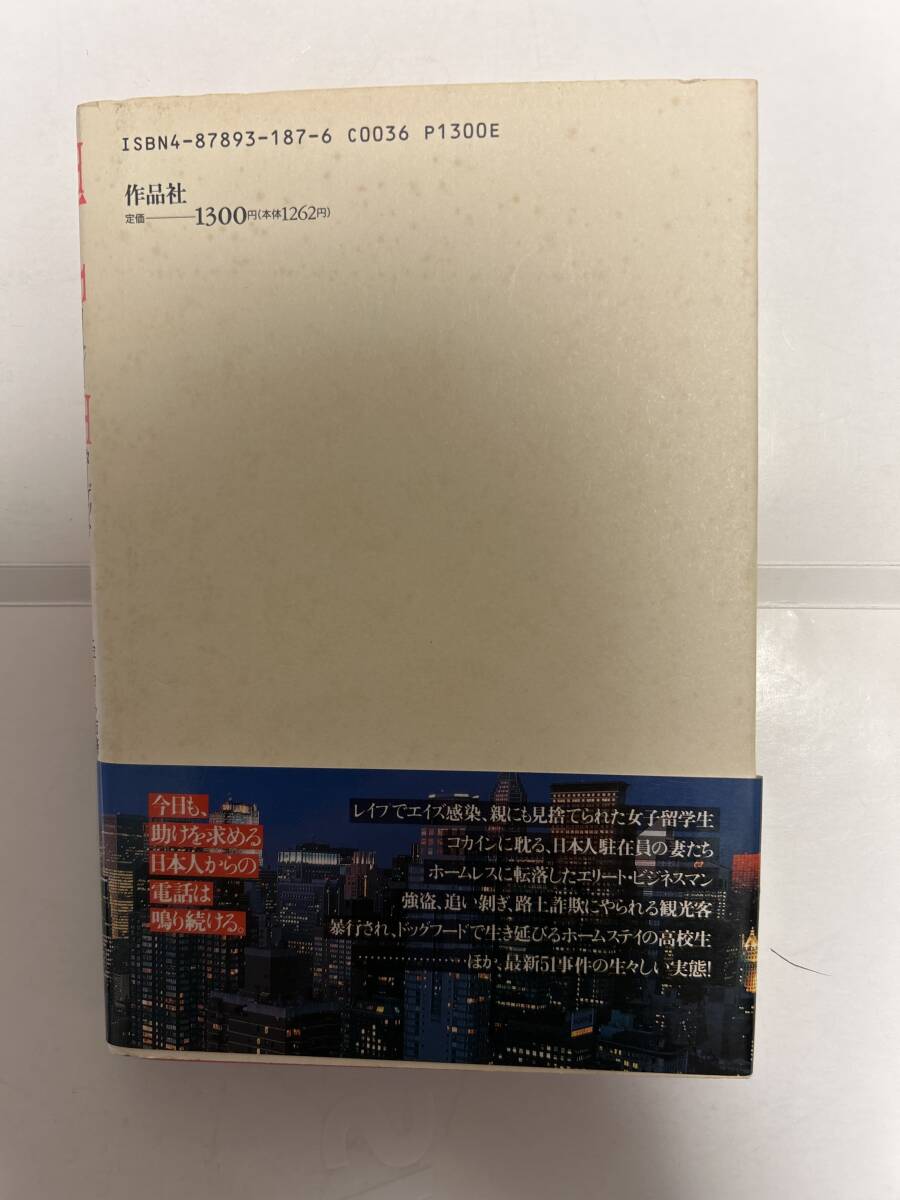 ISBN4-87893-187-6 C0036 P1300E
作品社
定価───1300円(本体1262円)
今日も、
助けを求める
日本人からの
電話は
鳴り続ける。
レイプでエイズ感染、親にも見捨てられた女子留学生
コカインに耽る、日本人駐在員の妻たち
ホームレスに転落したエリート・ビジネスマン
強盗、追い剝ぎ、路上詐欺にやられる観光客
暴行され、ドッグフードで生き延びるホームステイの高校生
………………ほか、最新51事件の生々しい実態!